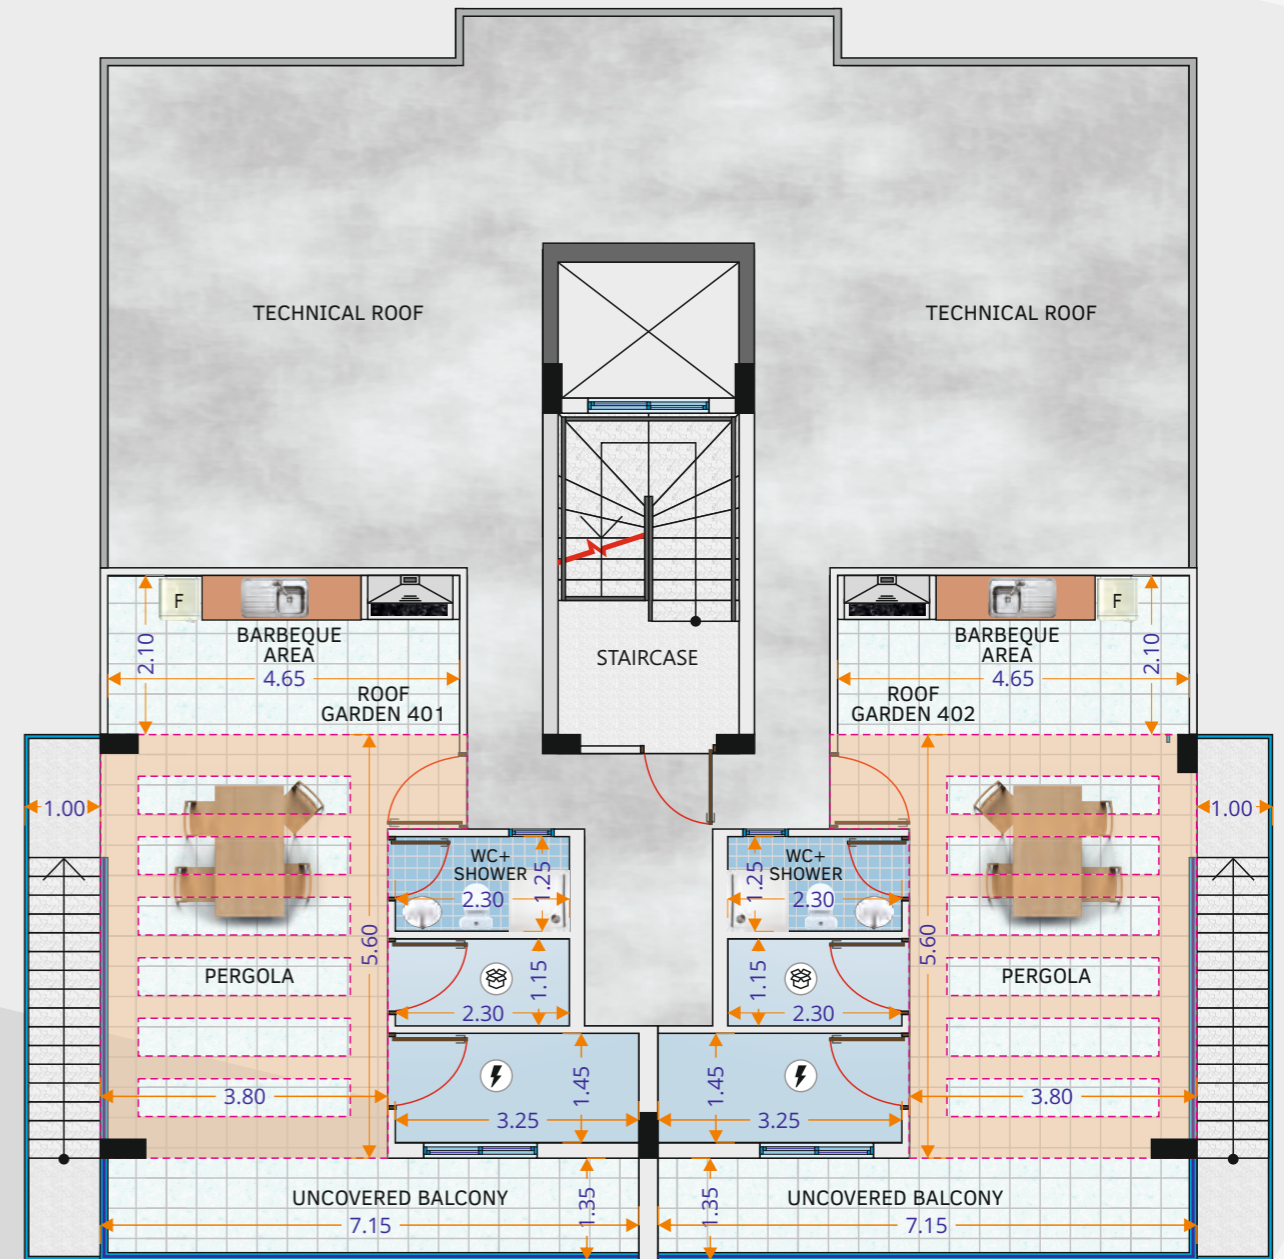 TECHNICAL ROOF
TECHNICAL ROOF
F
F
BARBEQUE
AREA
BARBEQUE
AREA
2.10
2.10
4.65
4.65
STAIRCASE
ROOF
GARDEN 401
ROOF
GARDEN 402
1.00
1.00
WC+
SHOWER
WC+
SHOWER
1.25
1.25
2.30
2.30
5.60
5.60
PERGOLA
PERGOLA
1.15
1.15
2.30
2.30
1.45
1.45
3.80
3.80
3.25
3.25
UNCOVERED BALCONY
UNCOVERED BALCONY
1.35
1.35
7.15
7.15